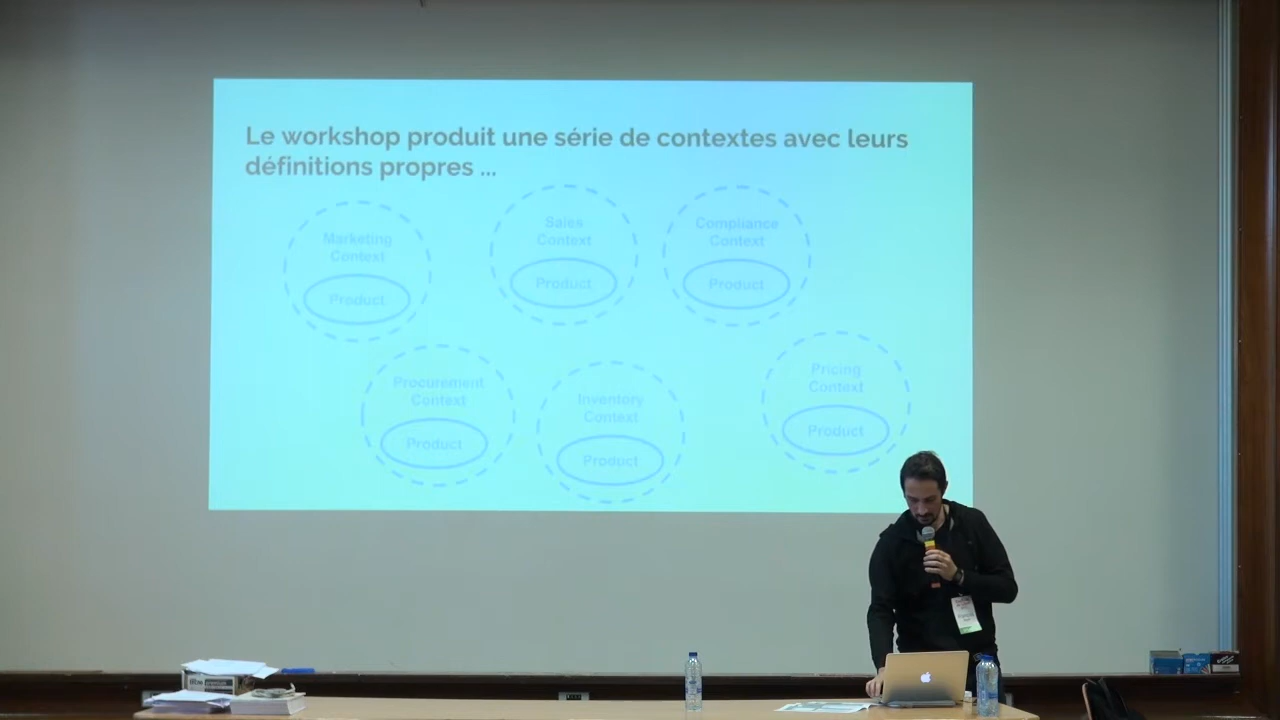 Le workshop produit une série de contextes avec leurs
définitions propres ...
Marketing
Context
Product
Sales
Context
Product
Compliance
Context
Product
Procurement
Context
Product
Inventory
Context
Product
Pricing
Context
Product